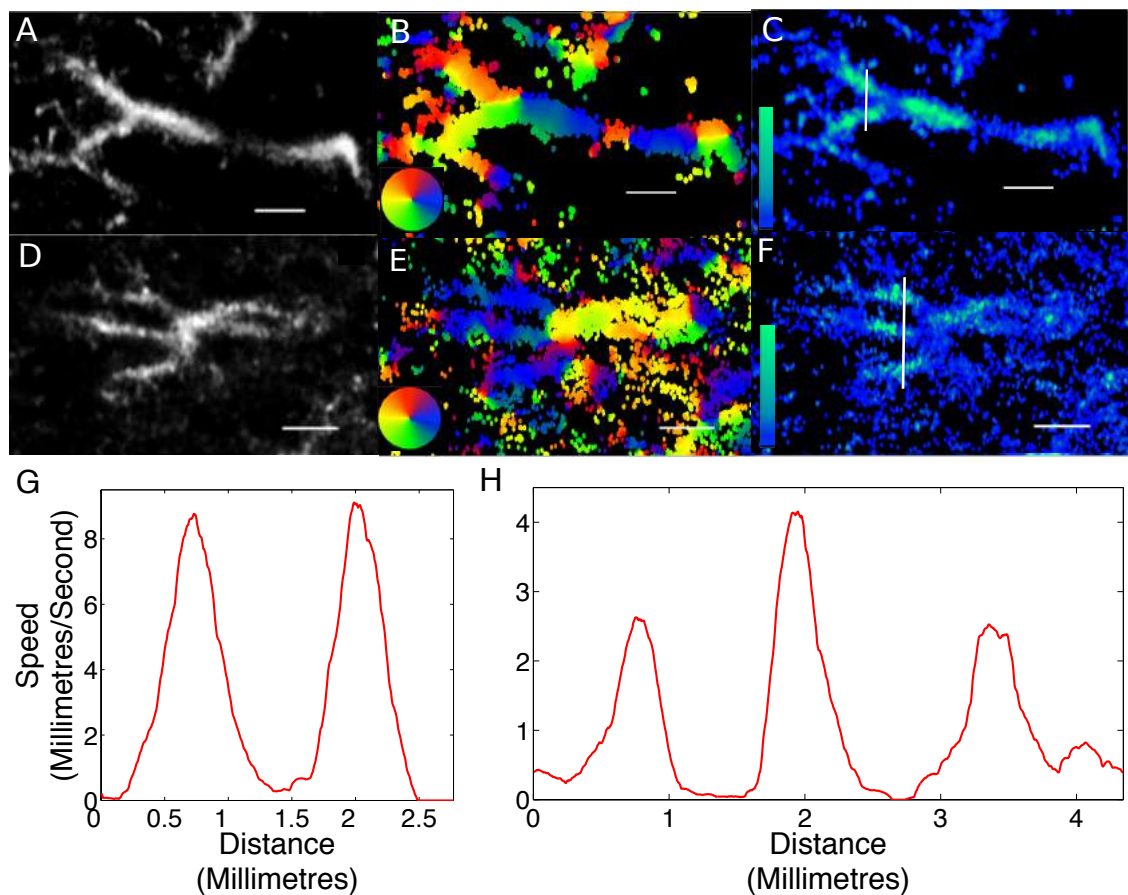 A
B
C
D
E
F
G
H
Speed
(Millimetres/Second)
8
6
4
2
0
0 0.5 1 1.5 2 2.5
Distance
(Millimetres)
4
3
2
1
0
0 1 2 3 4
Distance
(Millimetres)